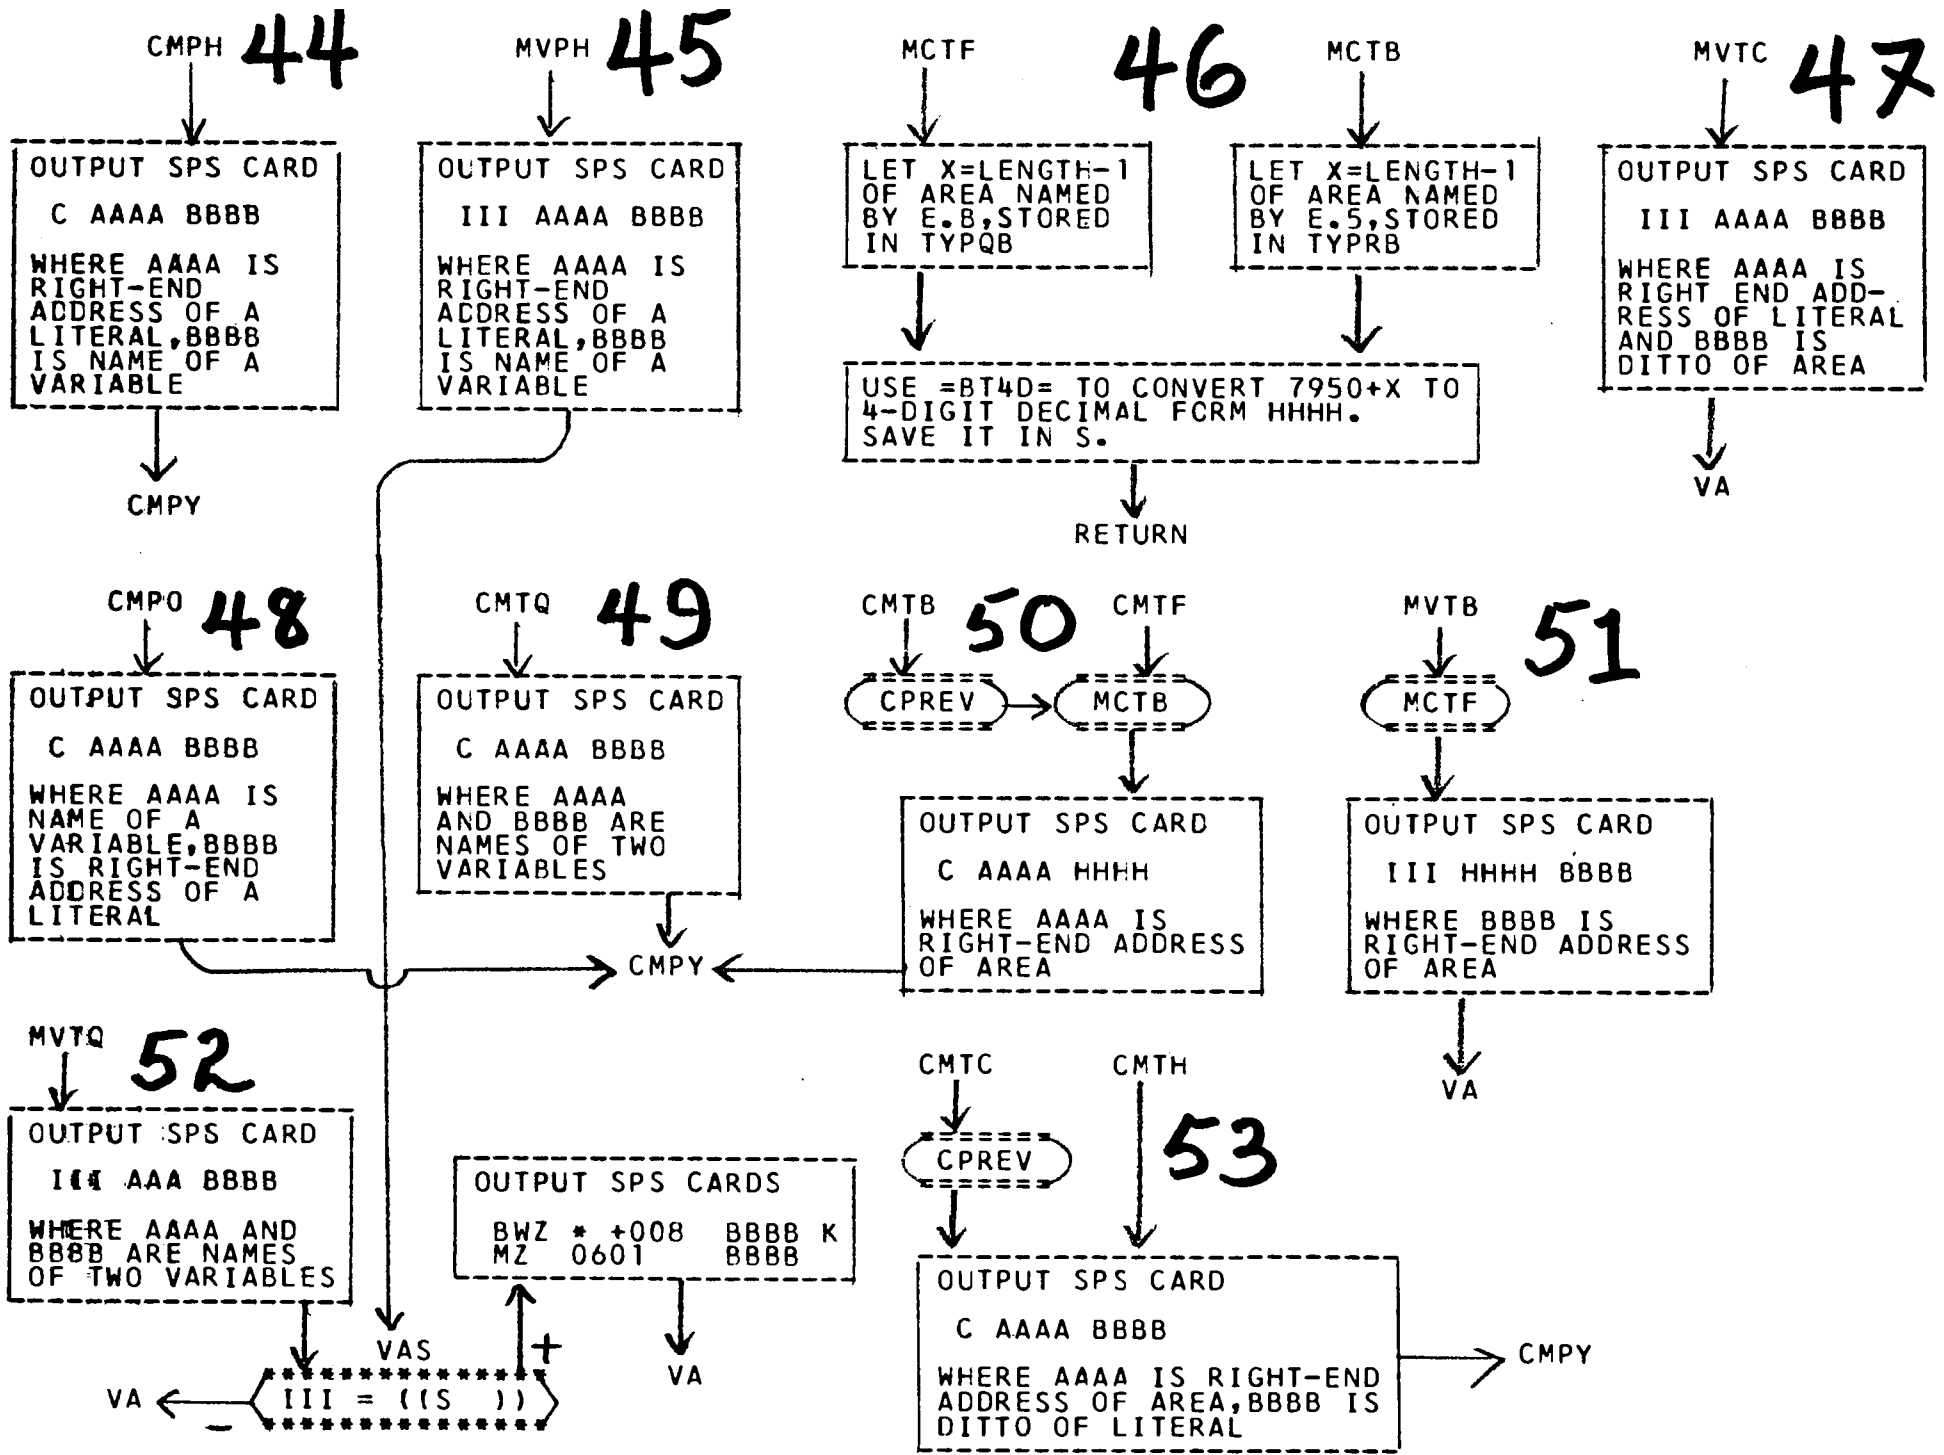 CMPH 44
OUTPUT SPS CARD
C AAAA BBBB
WHERE AAAA IS
RIGHT-END
ADDRESS OF A
LITERAL,BBBB
IS NAME OF A
VARIABLE
CMPY
MVPH 45
OUTPUT SPS CARD
III AAAA BBBB
WHERE AAAA IS
RIGHT-END
ADDRESS OF A
LITERAL,BBBB
IS NAME OF A
VARIABLE
MCTF 46 MCTB
LET X=LENGTH-1
OF AREA NAMED
BY E.B,STORED
IN TYPQB
LET X=LENGTH-1
OF AREA NAMED
BY E.5,STORED
IN TYPRB
USE =BT4D= TO CONVERT 7950+X TO
4-DIGIT DECIMAL FORM HHHH.
SAVE IT IN S.
RETURN
MVTC 47
OUTPUT SPS CARD
III AAAA BBBB
WHERE AAAA IS
RIGHT END ADD-
RESS OF LITERAL
AND BBBB IS
DITTO OF AREA
VA
CMPO 48
OUTPUT SPS CARD
C AAAA BBBB
WHERE AAAA IS
NAME OF A
VARIABLE,BBBB
IS RIGHT-END
ADDRESS OF A
LITERAL
CMTQ 49
OUTPUT SPS CARD
C AAAA BBBB
WHERE AAAA
AND BBBB ARE
NAMES OF TWO
VARIABLES
CMPY
CMTB 50 CMTF
CPREV MCTB
OUTPUT SPS CARD
C AAAA HHHH
WHERE AAAA IS
RIGHT-END ADDRESS
OF AREA
MVTB 51
MCTF
OUTPUT SPS CARD
III HHHH BBBB
WHERE BBBB IS
RIGHT-END ADDRESS
OF AREA
VA
MVTQ 52
OUTPUT SPS CARD
III AAA BBBB
WHERE AAAA AND
BBBB ARE NAMES
OF TWO VARIABLES
VAS
III = ((S ))
VA
-
+
OUTPUT SPS CARDS
BWZ * +008 BBBB K
MZ 0601 BBBB
VA
CMTC CMTH 53
CPREV
OUTPUT SPS CARD
C AAAA BBBB
WHERE AAAA IS RIGHT-END
ADDRESS OF AREA,BBBB IS
DITTO OF LITERAL
CMPY